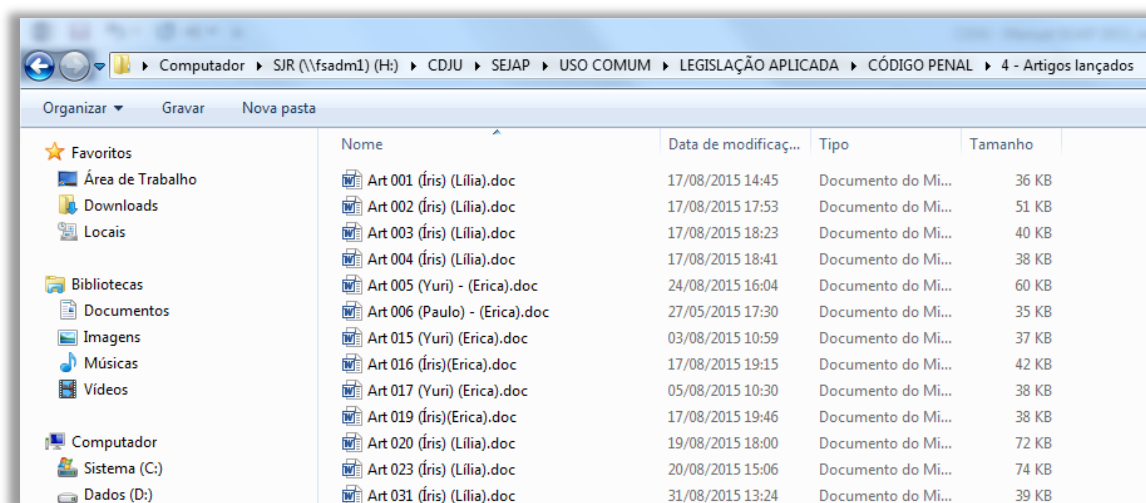 Computador SJR (\\fsadm1) (H:) CDJU SEJAP USO COMUM LEGISLAÇÃO APLICADA CÓDIGO PENAL 4 - Artigos lançados
Organizar Gravar Nova pasta
Favoritos
Área de Trabalho
Downloads
Locais
Bibliotecas
Documentos
Imagens
Músicas
Vídeos
Computador
Sistema (C:)
Dados (D:)
Nome Data de modificaç... Tipo Tamanho
Art 001 (Íris) (Lília).doc 17/08/2015 14:45 Documento do Mi... 36 KB
Art 002 (Íris) (Lília).doc 17/08/2015 17:53 Documento do Mi... 51 KB
Art 003 (Íris) (Lília).doc 17/08/2015 18:23 Documento do Mi... 40 KB
Art 004 (Íris) (Lília).doc 17/08/2015 18:41 Documento do Mi... 38 KB
Art 005 (Yuri) - (Erica).doc 24/08/2015 16:04 Documento do Mi... 60 KB
Art 006 (Paulo) - (Erica).doc 27/05/2015 17:30 Documento do Mi... 35 KB
Art 015 (Yuri) (Erica).doc 03/08/2015 10:59 Documento do Mi... 37 KB
Art 016 (Íris)(Erica).doc 17/08/2015 19:15 Documento do Mi... 42 KB
Art 017 (Yuri) (Erica).doc 05/08/2015 10:30 Documento do Mi... 38 KB
Art 019 (Íris)(Erica).doc 17/08/2015 19:46 Documento do Mi... 38 KB
Art 020 (Íris) (Lília).doc 19/08/2015 18:00 Documento do Mi... 72 KB
Art 023 (Íris) (Lília).doc 20/08/2015 15:06 Documento do Mi... 74 KB
Art 031 (Íris) (Lília).doc 31/08/2015 13:24 Documento do Mi... 39 KB